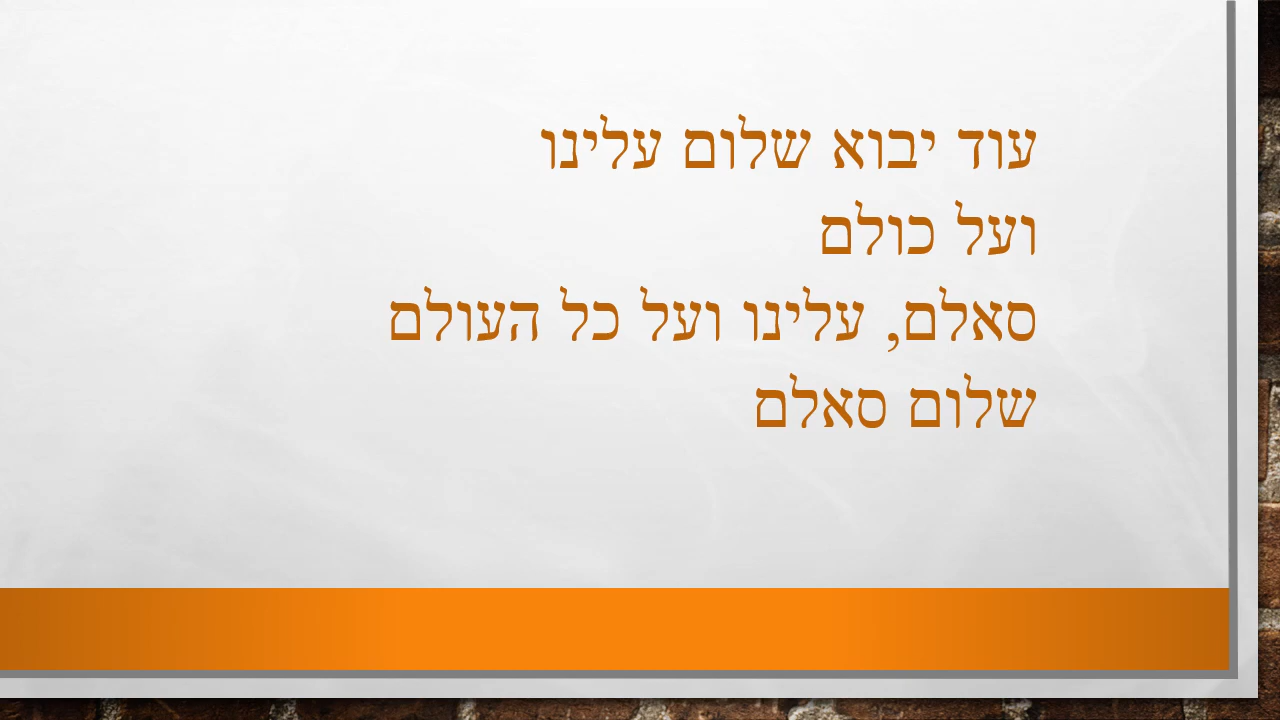 עוד יבוא שלום עלינו
ועל כולם
סאלם, עלינו ועל כל העולם
שלום סאלם